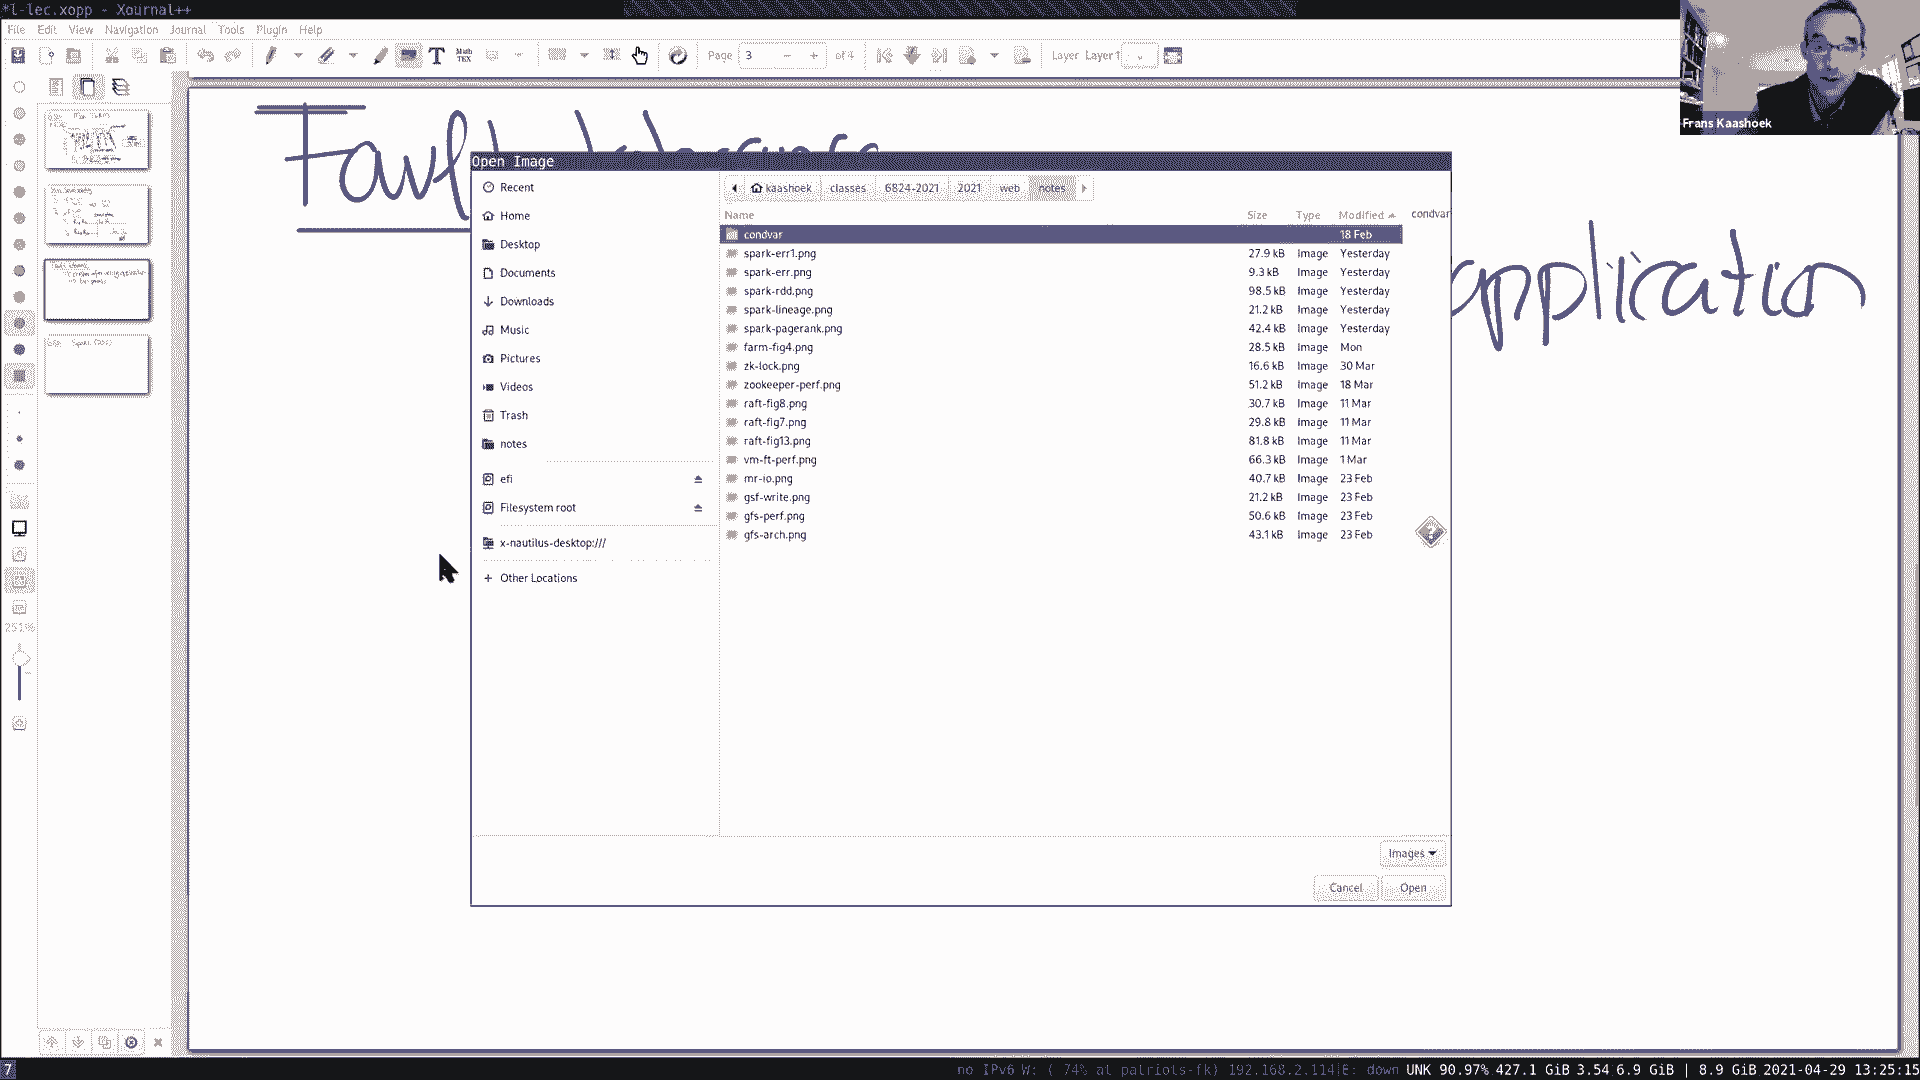 *l-lec.xopp - Xournal++
File Edit View Navigation Journal Tools Plugin Help
Page 3 of 4 Layer Layer 1
Frans Kaashoek
Fault tolerance
application
Open Image
Recent
Home
Desktop
Documents
Downloads
Music
Pictures
Videos
Trash
notes
efi
Filesystem root
x-nautilus-desktop:///
Other Locations
kaashoek classes 6824-2021 2021 web notes
Name Size Type Modified
condvar 18 Feb
spark-err1.png 27.9 kB Image Yesterday
spark-err.png 9.3 kB Image Yesterday
spark-rdd.png 98.5 kB Image Yesterday
spark-lineage.png 21.2 kB Image Yesterday
spark-pagerank.png 42.4 kB Image Yesterday
farm-fig4.png 28.5 kB Image Mon
zk-lock.png 16.6 kB Image 30 Mar
zookeeper-perf.png 51.2 kB Image 18 Mar
raft-fig8.png 30.7 kB Image 11 Mar
raft-fig7.png 29.8 kB Image 11 Mar
raft-fig13.png 81.8 kB Image 11 Mar
vm-ft-perf.png 66.3 kB Image 1 Mar
mr-io.png 40.7 kB Image 23 Feb
gsf-write.png 21.2 kB Image 23 Feb
gfs-perf.png 50.6 kB Image 23 Feb
gfs-arch.png 43.1 kB Image 23 Feb
condvar
Images
Cancel Open
251%
7
no IPv6 W: ( 74% at patriots-fk) 192.168.2.114|E: down UNK 90.97% 427.1 GiB 3.54 6.9 GiB | 8.9 GiB 2021-04-29 13:25:15